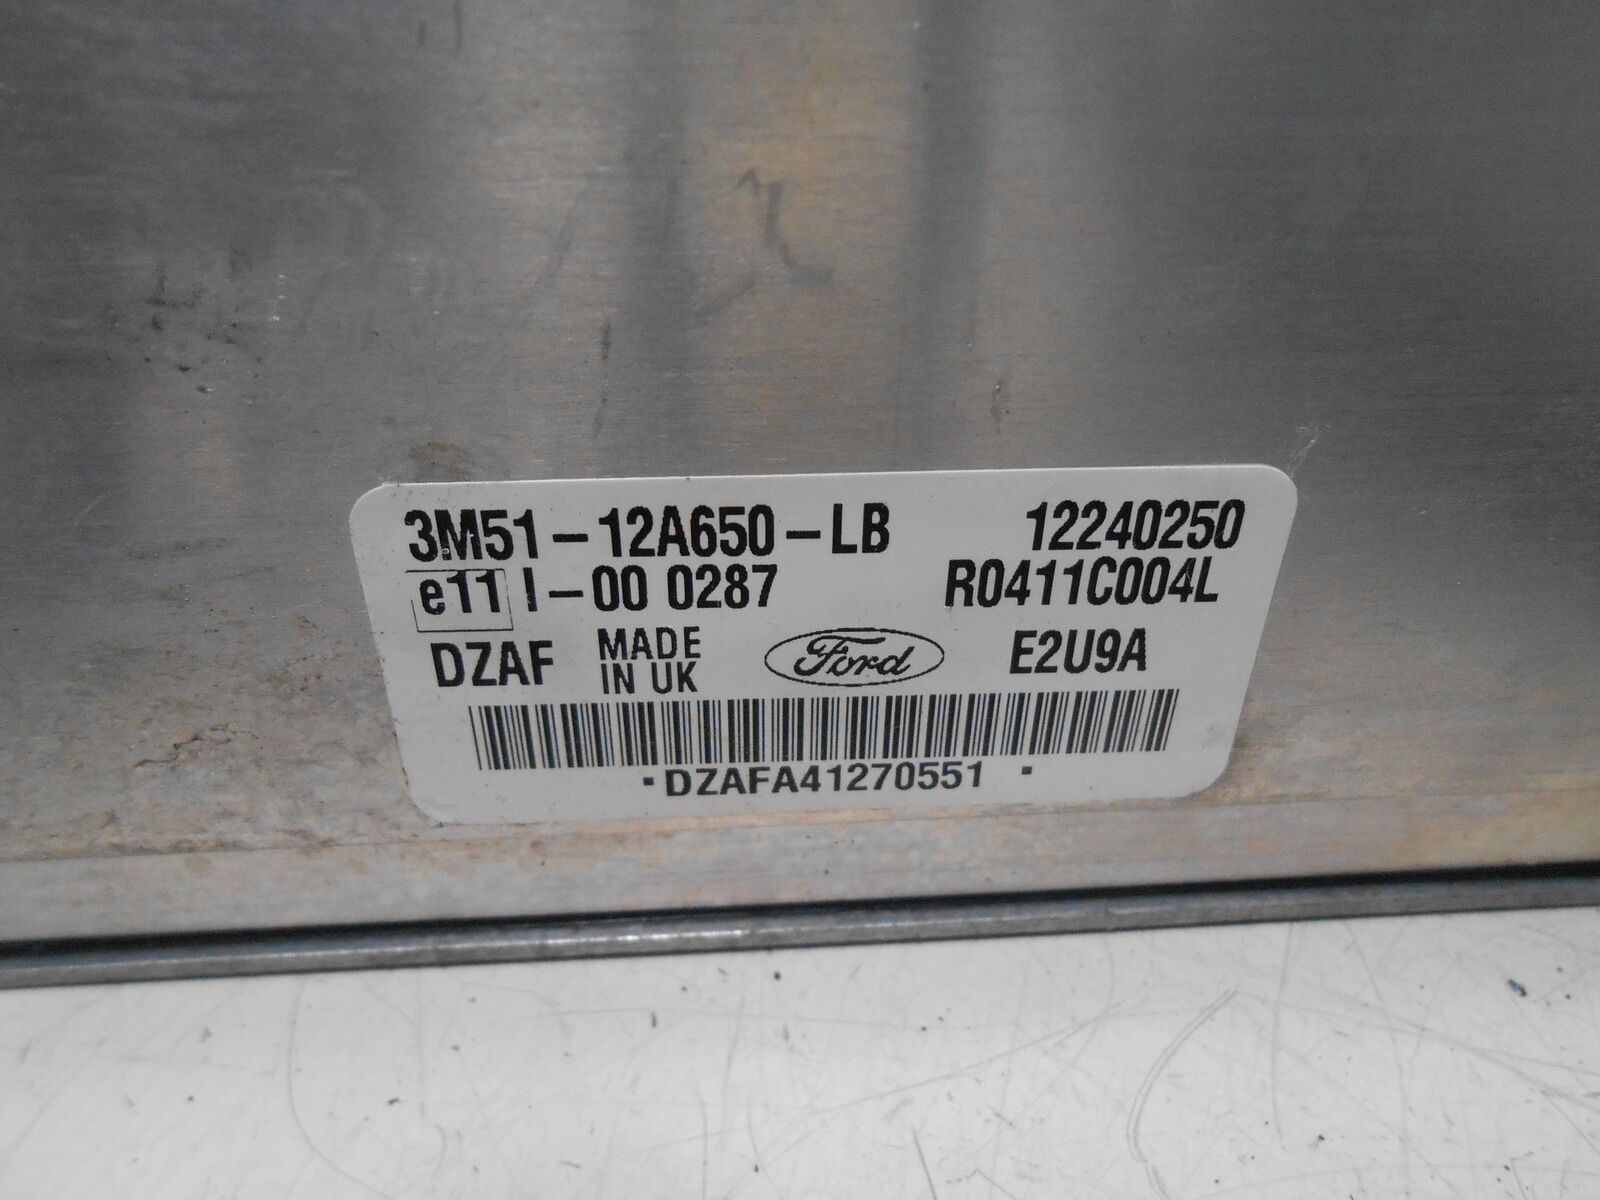 3M51-12A650-LB 12240250
e11 I-00 0287 R0411C004L
DZAF MADE IN UK Ford E2U9A
·DZAFA41270551 ·